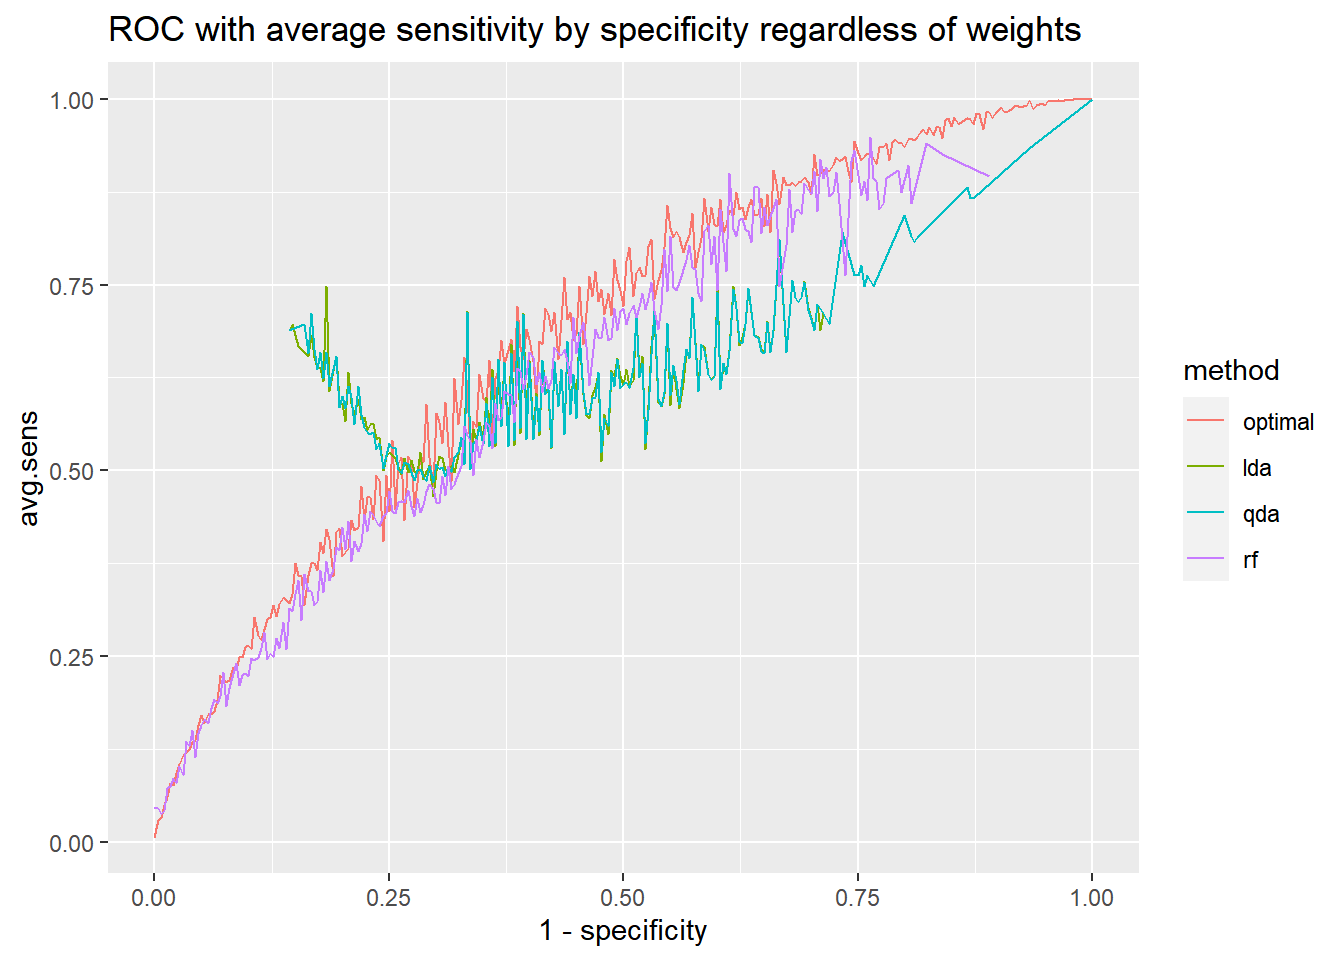 ROC with average sensitivity by specificity regardless of weights
1.00
0.75
0.50
0.25
0.00
avg.sens
0.00 0.25 0.50 0.75 1.00
1 - specificity
method
optimal
lda
qda
rf